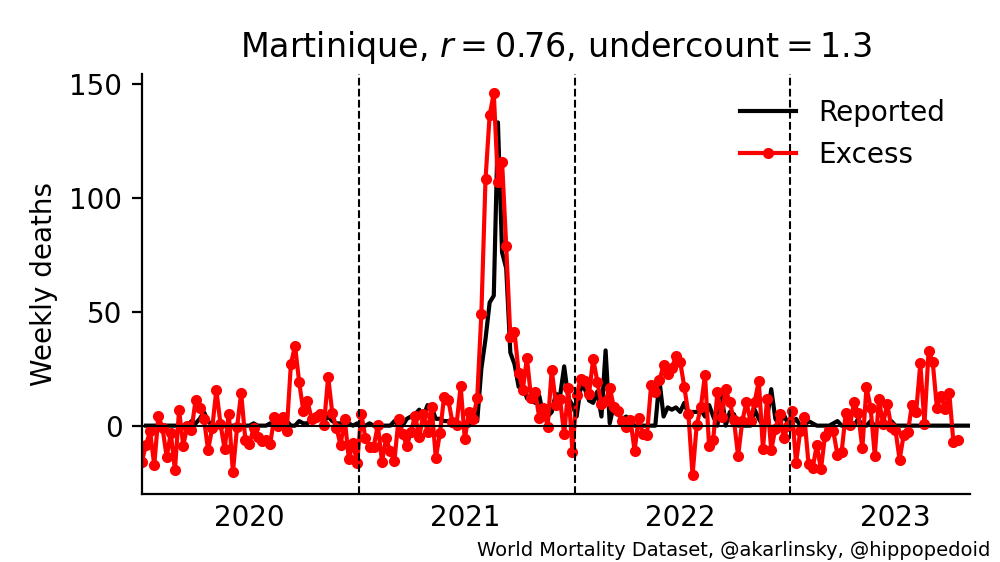 Martinique, r = 0.76, undercount = 1.3
150
100
50
0
Weekly deaths
Reported
Excess
2020 2021 2022 2023
World Mortality Dataset, @akarlinsky, @hippopedoid